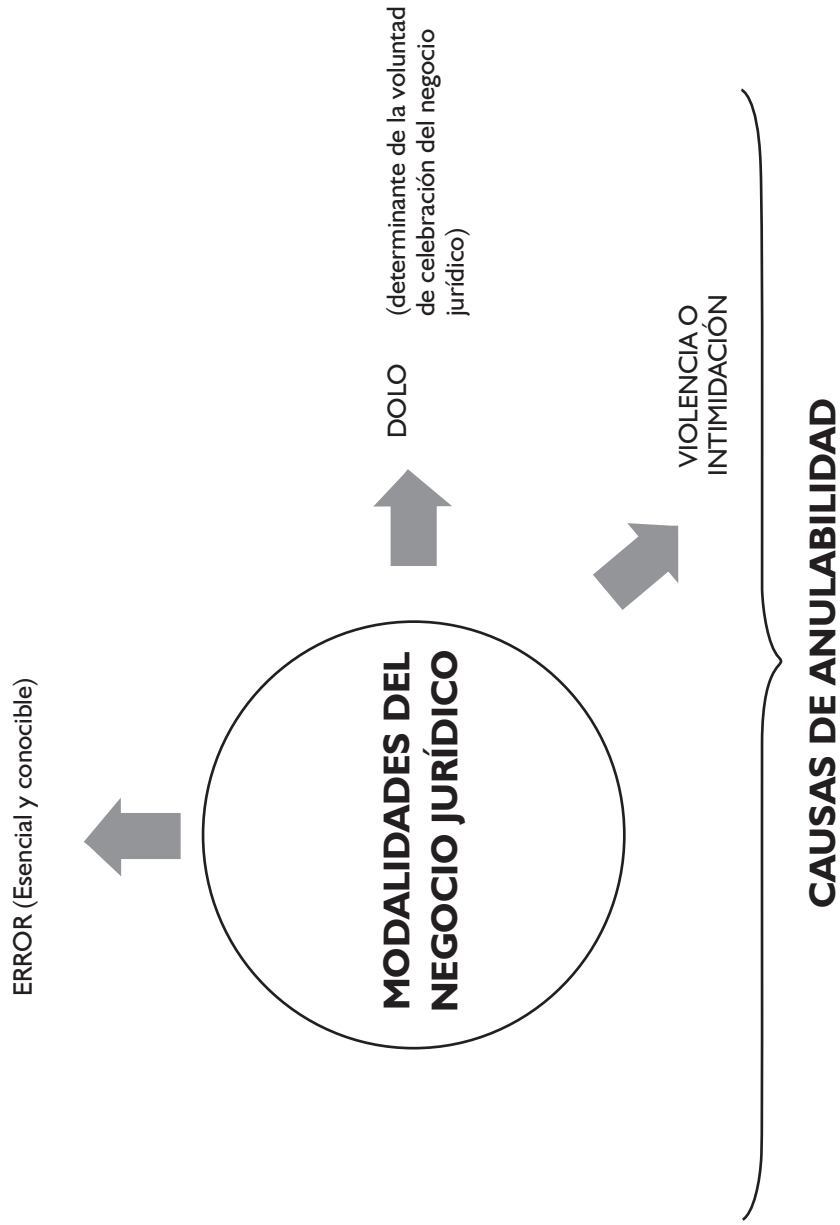 ERROR (Esencial y conocible)
MODALIDADES DEL
NEGOCIO JURÍDICO
DOLO
(determinante de la voluntad
de celebración del negocio
jurídico)
VIOLENCIA O
INTIMIDACIÓN
CAUSAS DE ANULABILIDAD